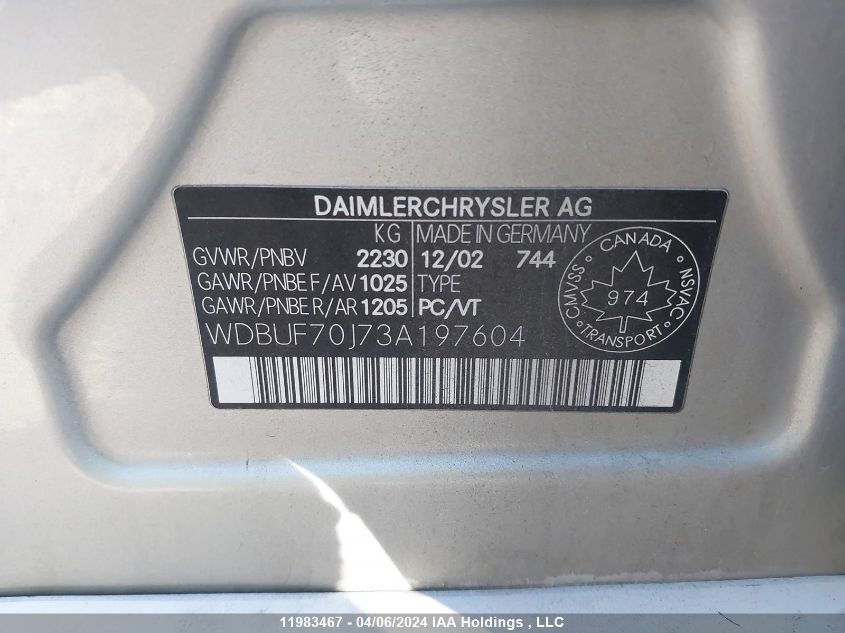 DAIMLERCHRYSLER AG
KG MADE IN GERMANY
GVWR/PNBV 2230 12/02 744
GAWR/PNBE F/AV 1025 TYPE
GAWR/PNBE R/AR 1205 PC/VT
WDBUF70J73A197604
CANADA
CMVSS 974 NSVAC
TRANSPORT
11983467 - 04/06/2024 IAA Holdings , LLC